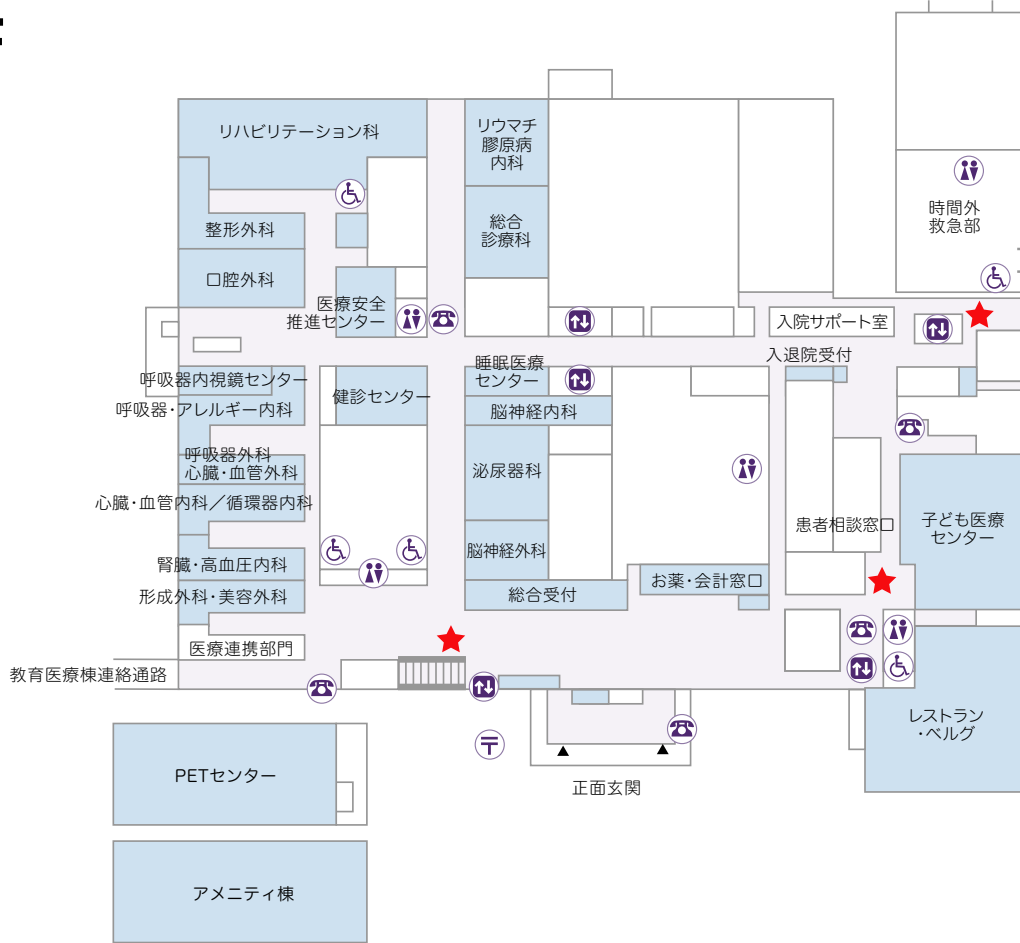 リハビリテーション科
リウマチ
膠原病
内科
時間外
救急部
総合
診療科
整形外科
口腔外科
医療安全
推進センター
入院サポート室
入退院受付
睡眠医療
センター
呼吸器内視鏡センター
健診センター
呼吸器・アレルギー内科
脳神経内科
呼吸器外科
心臓・血管外科
泌尿器科
心臓・血管内科／循環器内科
患者相談窓口
子ども医療
センター
脳神経外科
腎臓・高血圧内科
お薬・会計窓口
形成外科・美容外科
総合受付
医療連携部門
教育医療棟連絡通路
レストラン
・ベルグ
〒
正面玄関
PETセンター
アメニティ棟